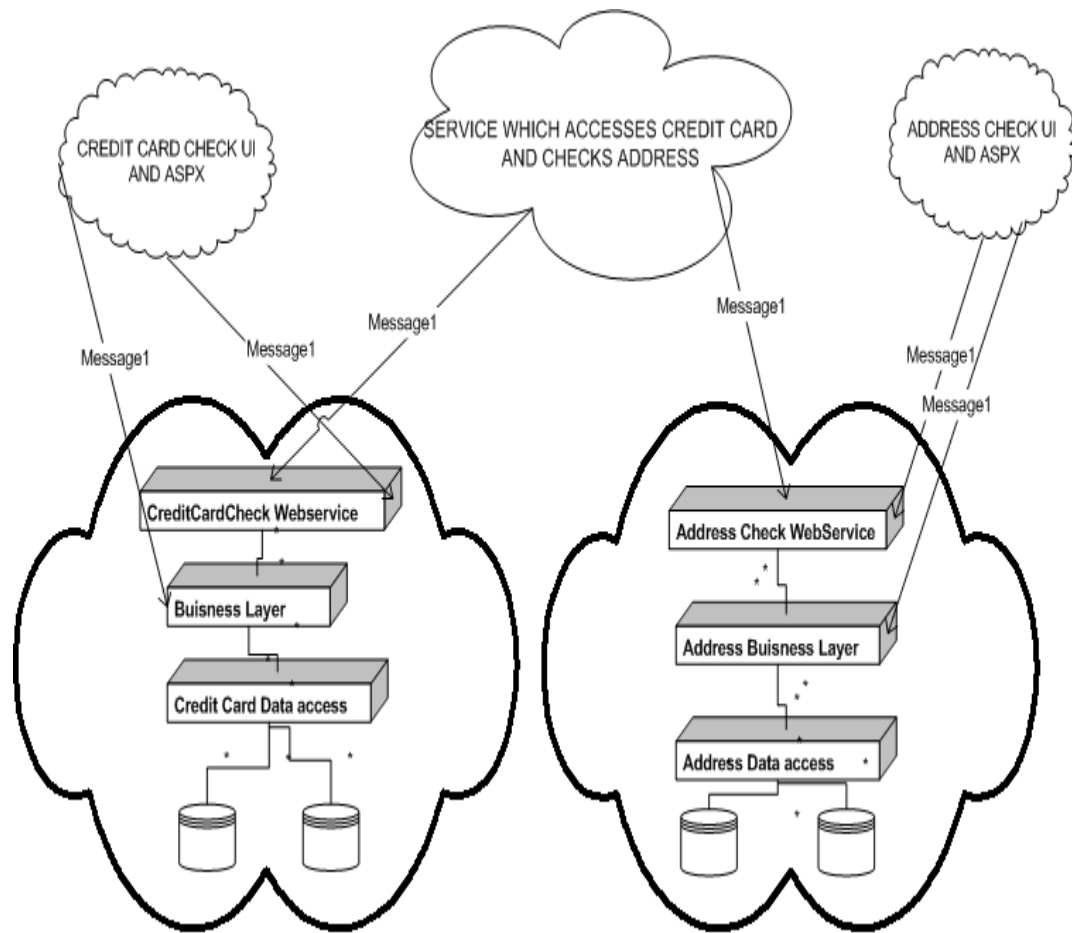 CREDIT CARD CHECK UI
AND ASPX
SERVICE WHICH ACCESSES CREDIT CARD
AND CHECKS ADDRESS
ADDRESS CHECK UI
AND ASPX
Message1
Message1
Message1
Message1
Message1
Message1
CreditCardCheck Webservice
*
*
Buisness Layer
*
*
*
Credit Card Data access
*
*
*
Address Check WebService
*
*
Address Buisness Layer
*
*
*
Address Data access
*
*